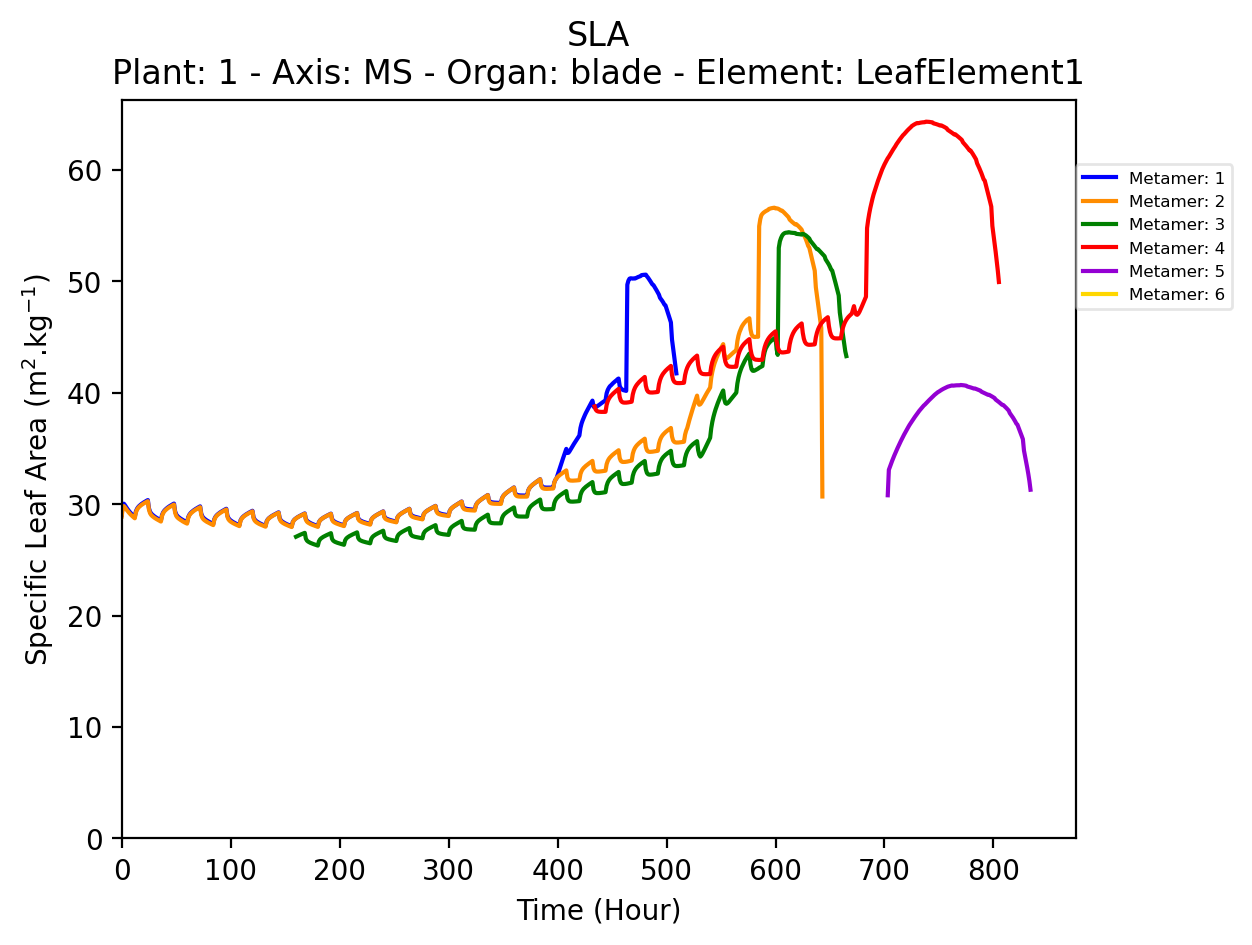 SLA
Plant: 1 - Axis: MS - Organ: blade - Element: LeafElement1
Specific Leaf Area (m².kg⁻¹)
60
50
40
30
20
10
0
0 100 200 300 400 500 600 700 800
Time (Hour)
Metamer: 1
Metamer: 2
Metamer: 3
Metamer: 4
Metamer: 5
Metamer: 6